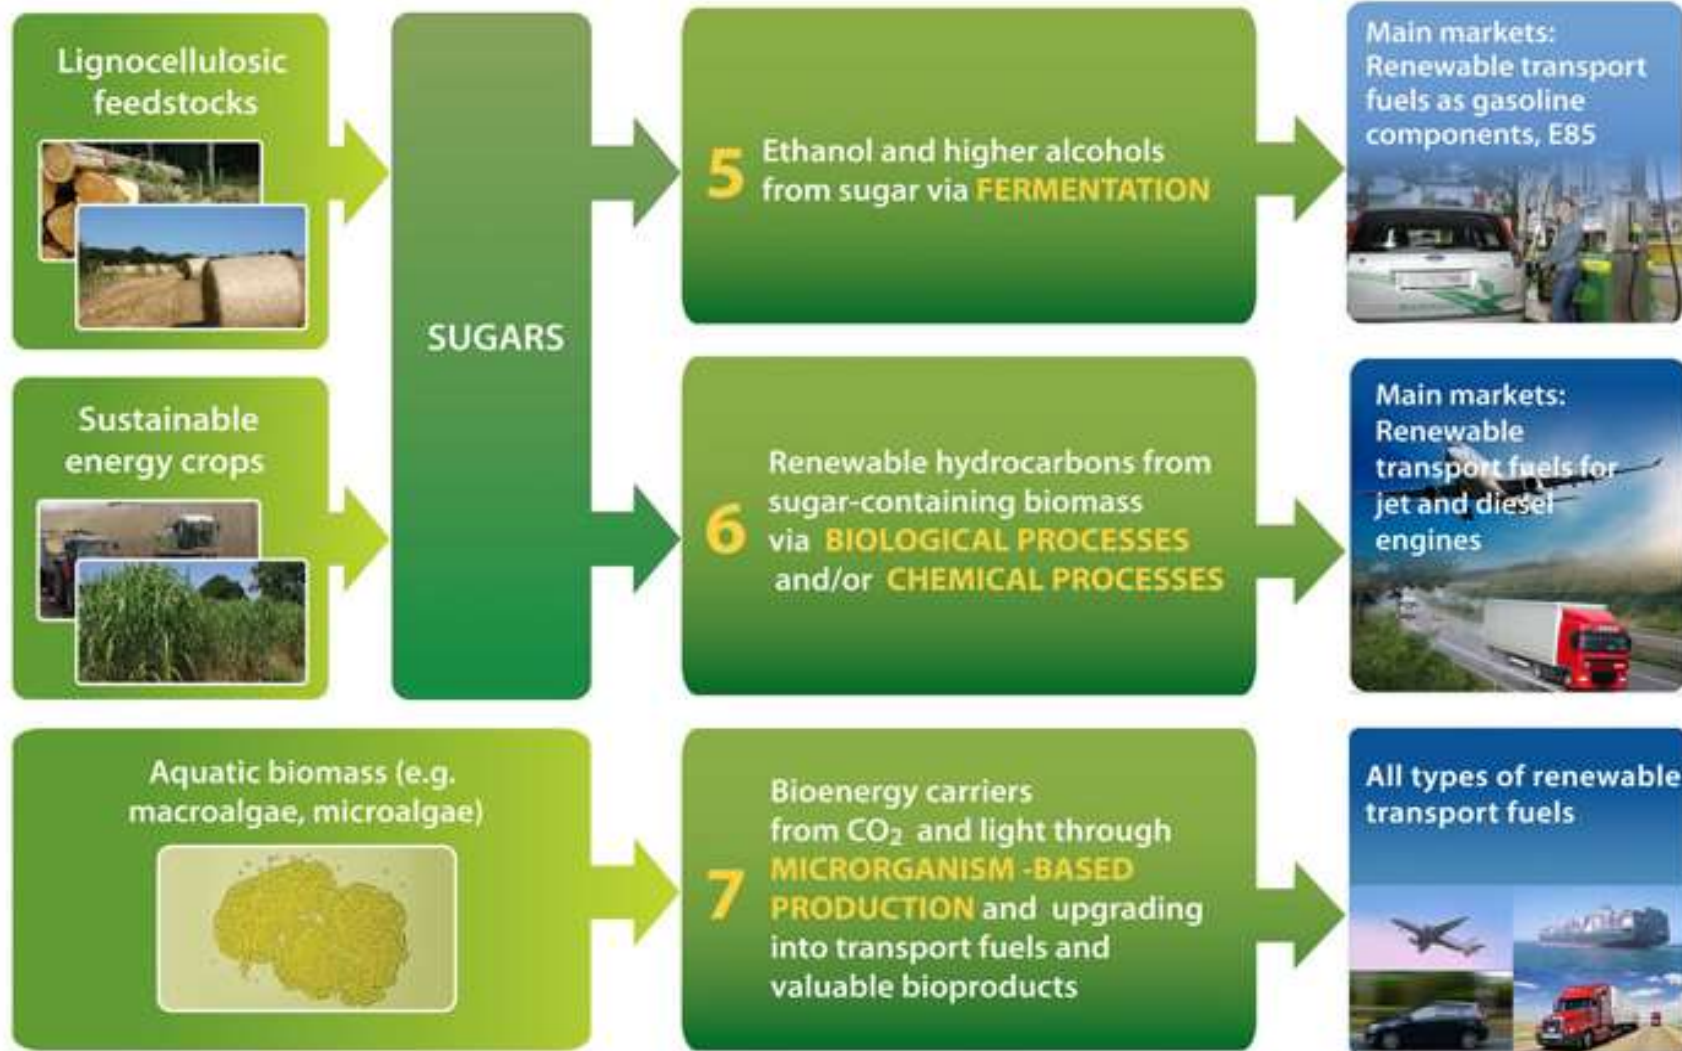 Lignocellulosic
feedstocks
SUGARS
5 Ethanol and higher alcohols
from sugar via FERMENTATION
Main markets:
Renewable transport
fuels as gasoline
components, E85
Sustainable
energy crops
6 Renewable hydrocarbons from
sugar-containing biomass
via BIOLOGICAL PROCESSES
and/or CHEMICAL PROCESSES
Main markets:
Renewable
transport fuels for
jet and diesel
engines
Aquatic biomass (e.g.
macroalgae, microalgae)
7 Bioenergy carriers
from CO₂ and light through
MICRORGANISM -BASED
PRODUCTION and upgrading
into transport fuels and
valuable bioproducts
All types of renewable
transport fuels